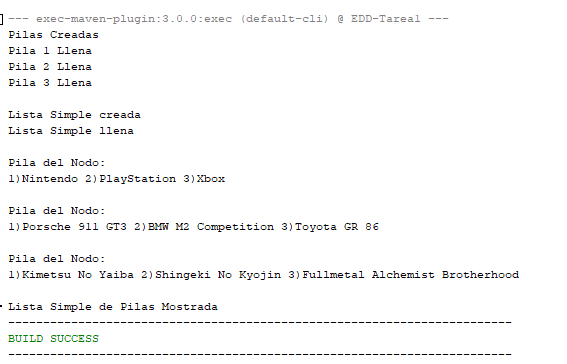 --- exec-maven-plugin:3.0.0:exec (default-cli) @ EDD-Tarea1 ---
Pilas Creadas
Pila 1 Llena
Pila 2 Llena
Pila 3 Llena
Lista Simple creada
Lista Simple llena
Pila del Nodo:
1)Nintendo 2)PlayStation 3)Xbox
Pila del Nodo:
1)Porsche 911 GT3 2)BMW M2 Competition 3)Toyota GR 86
Pila del Nodo:
1)Kimetsu No Yaiba 2)Shingeki No Kyojin 3)Fullmetal Alchemist Brotherhood
Lista Simple de Pilas Mostrada
------------------------------------------------------------------------
BUILD SUCCESS
------------------------------------------------------------------------